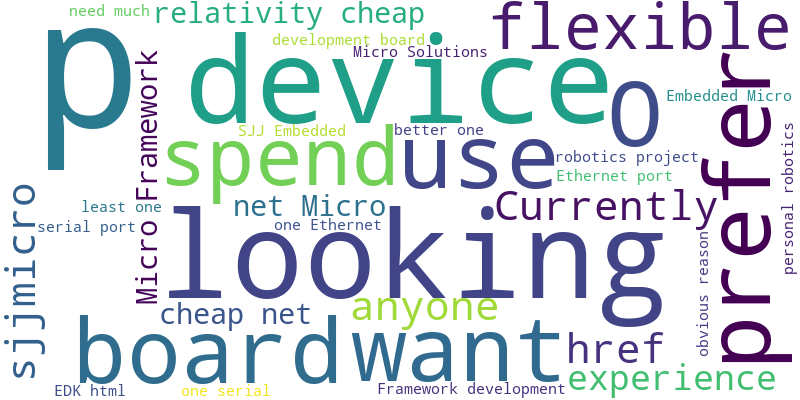 need much
relativity cheap
flexible
p
device
development board
Micro Solutions
O
prefer
Micro Framework
SJJ Embedded
better one
Embedded Micro
spend
use
robotics project
Ethernet port
personal robotics
sjjmicro
least one
net Micro
Currently
serial port
one Ethernet
looking
obvious reason
cheap net
anyone
board
want
href
experience
EDK html
one serial
Framework development